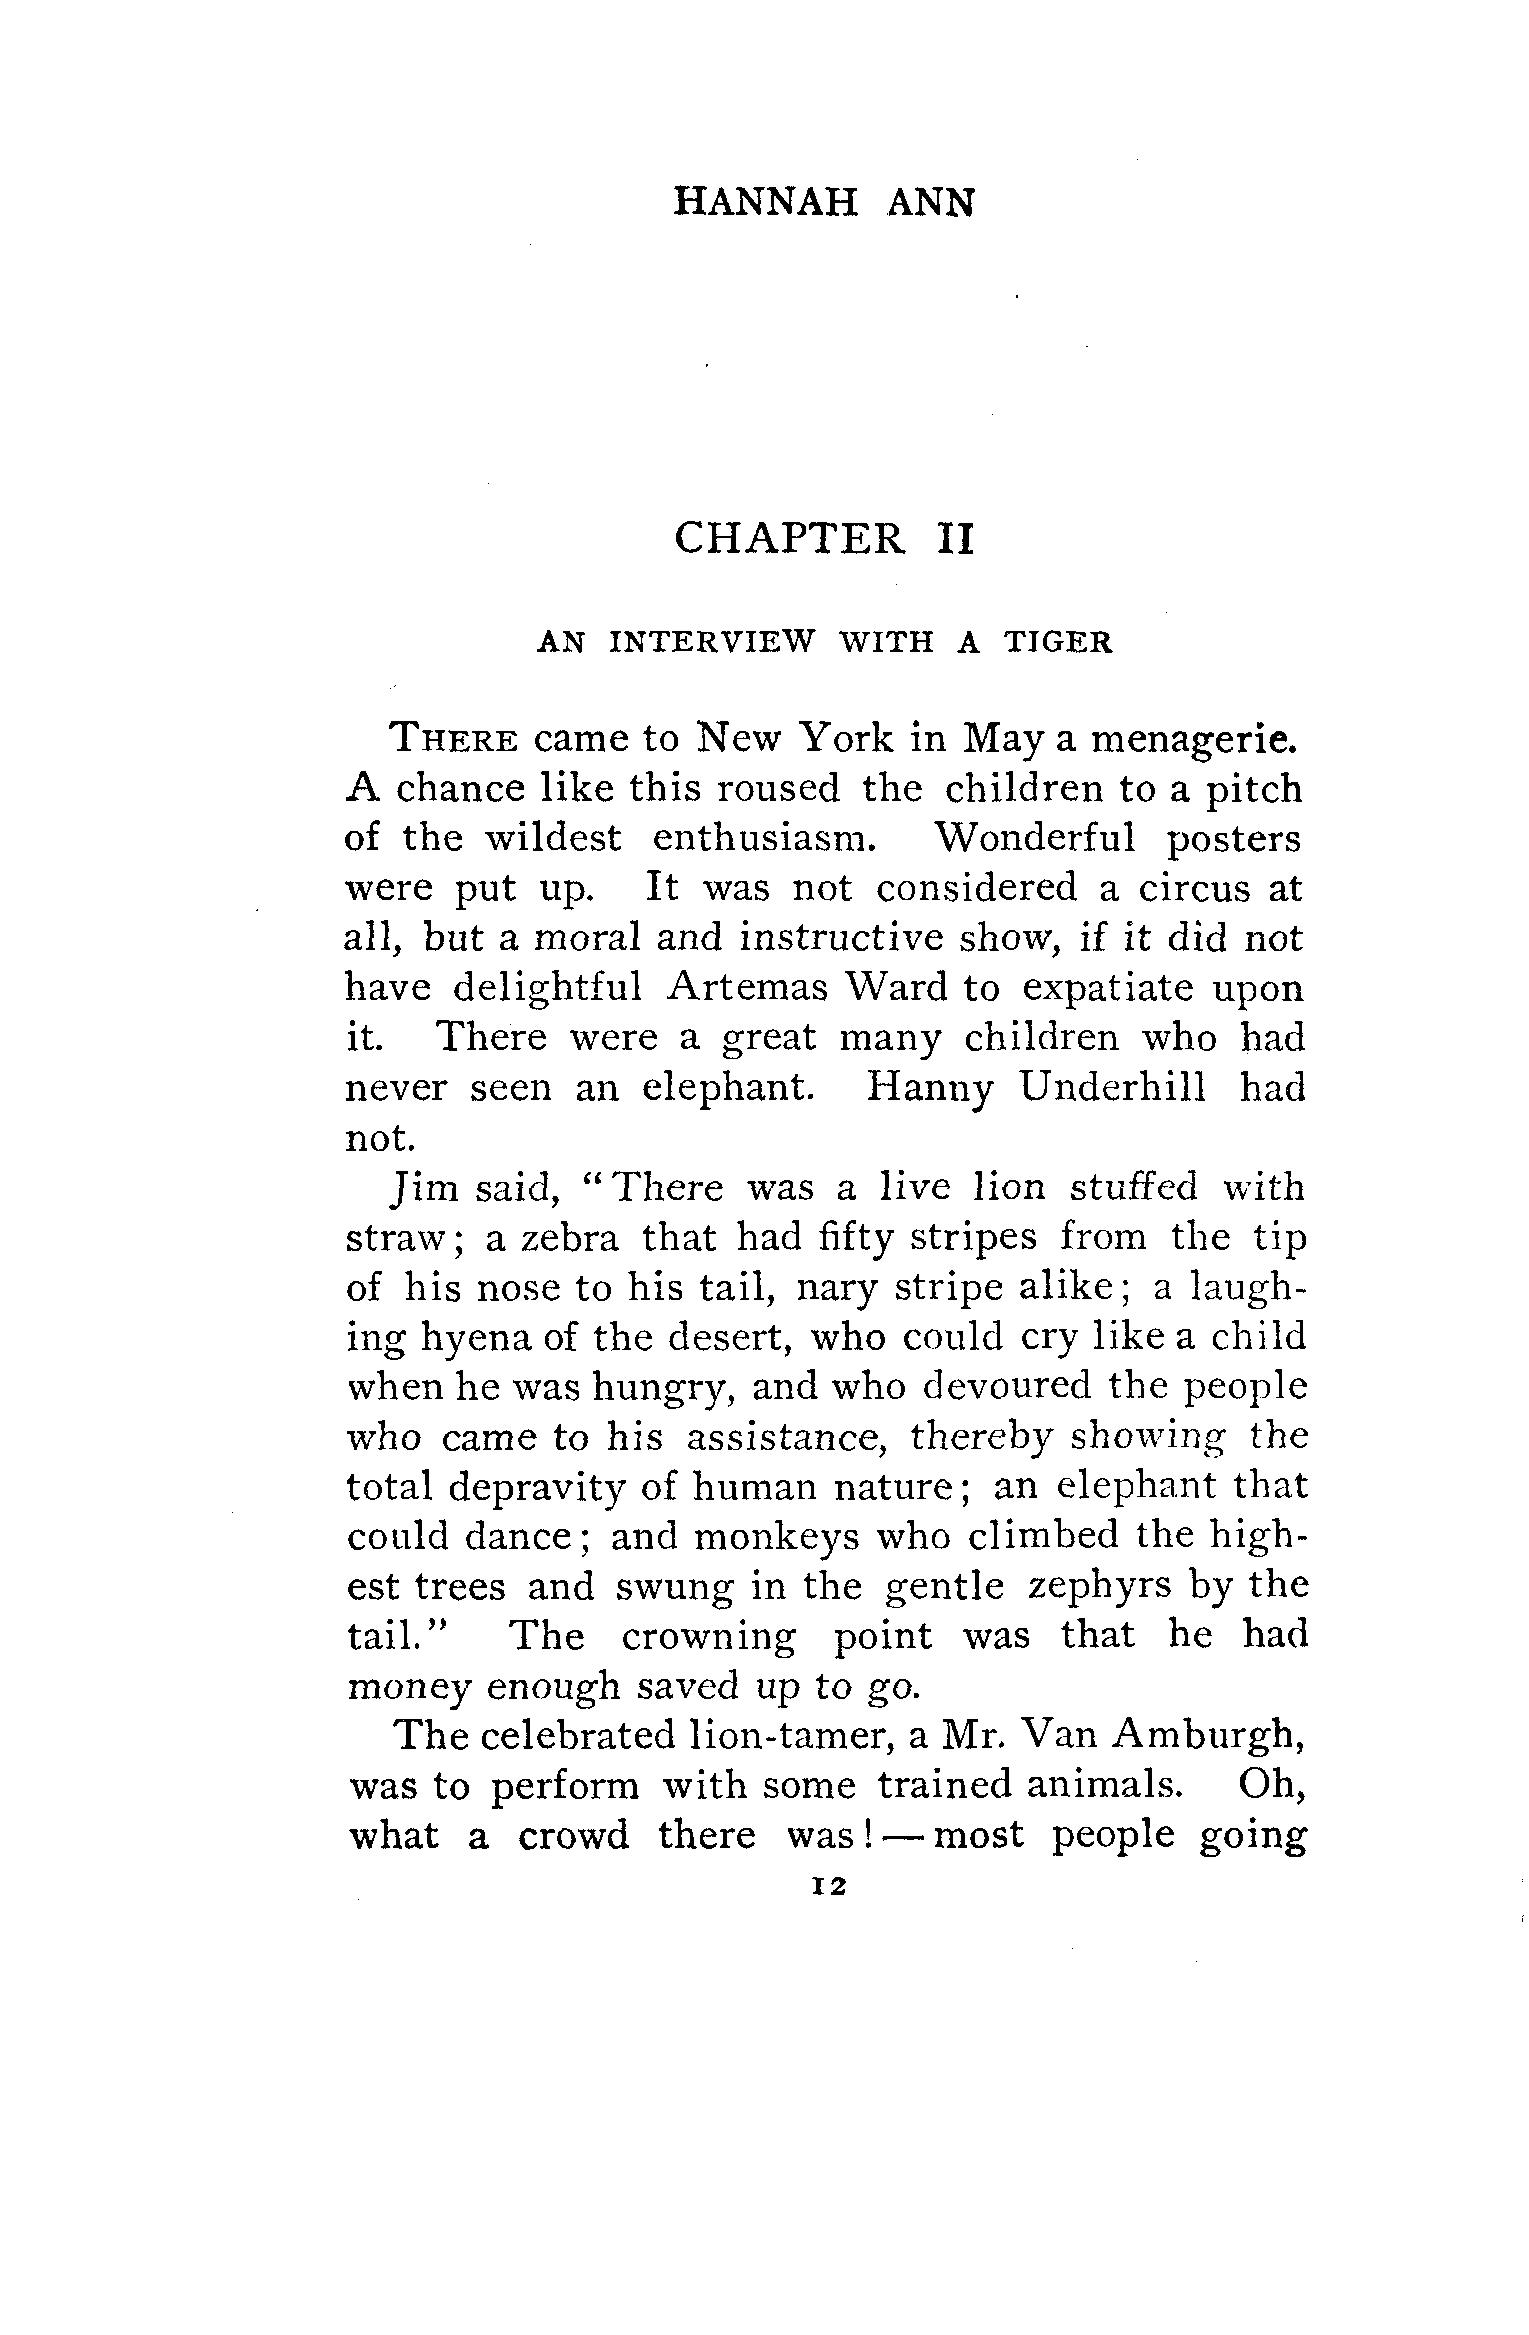 HANNAH ANN
CHAPTER II
AN INTERVIEW WITH A TIGER
THERE came to New York in May a menagerie.
A chance like this roused the children to a pitch
of the wildest enthusiasm. Wonderful posters
were put up. It was not considered a circus at
all, but a moral and instructive show, if it did not
have delightful Artemas Ward to expatiate upon
it. There were a great many children who had
never seen an elephant. Hanny Underhill had
not.
Jim said, “There was a live lion stuffed with
straw; a zebra that had fifty stripes from the tip
of his nose to his tail, nary stripe alike; a laugh-
ing hyena of the desert, who could cry like a child
when he was hungry, and who devoured the people
who came to his assistance, thereby showing the
total depravity of human nature; an elephant that
could dance; and monkeys who climbed the high-
est trees and swung in the gentle zephyrs by the
tail.” The crowning point was that he had
money enough saved up to go.
The celebrated lion-tamer, a Mr. Van Amburgh,
was to perform with some trained animals. Oh,
what a crowd there was!—most people going
12